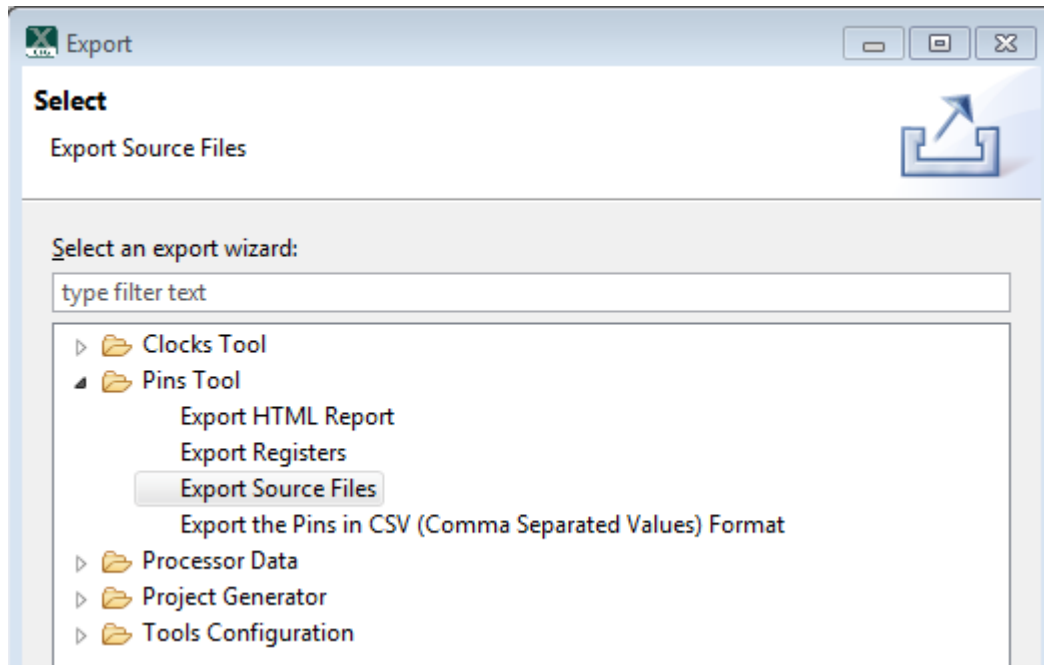 Export
Select
Export Source Files
Select an export wizard:
type filter text
Clocks Tool
Pins Tool
Export HTML Report
Export Registers
Export Source Files
Export the Pins in CSV (Comma Separated Values) Format
Processor Data
Project Generator
Tools Configuration